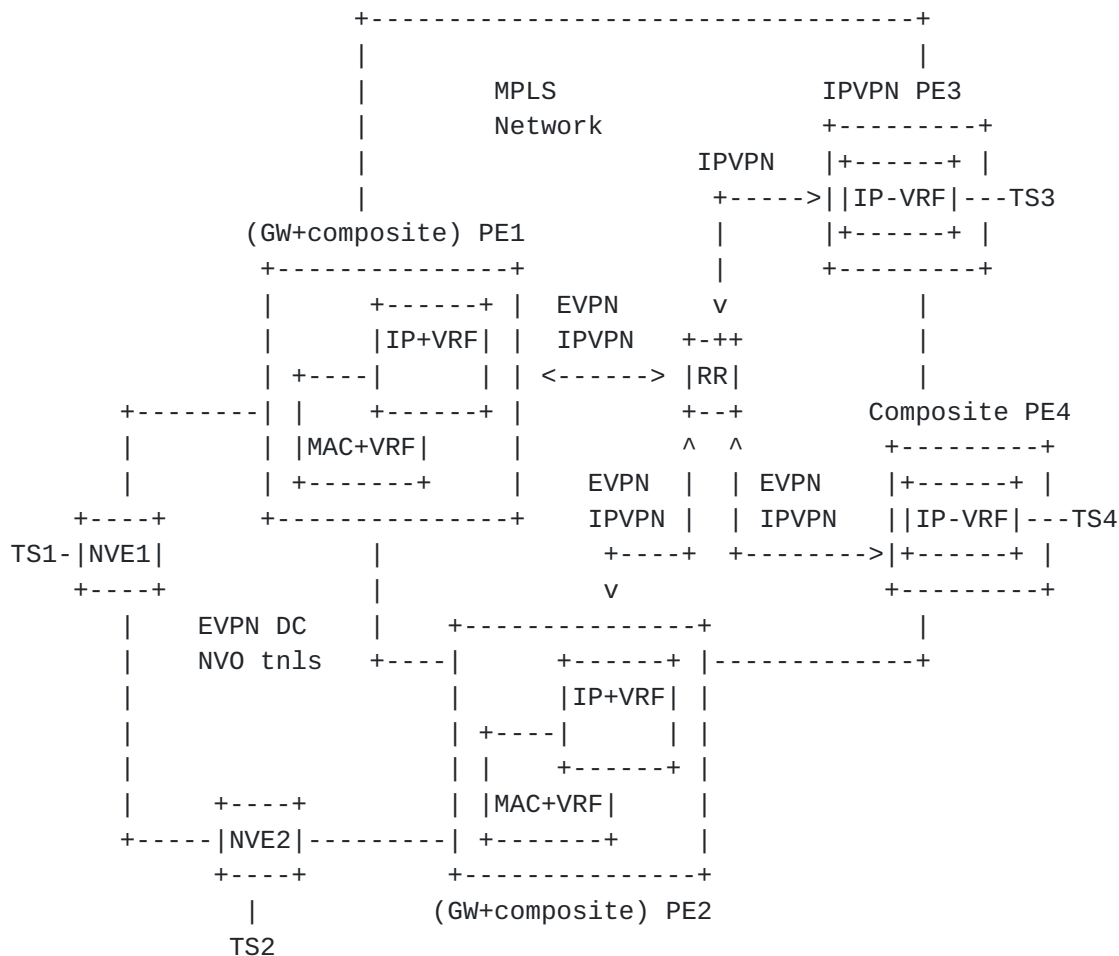 MPLS IPVPN PE3
Network
IPVPN
IP-VRF TS3
(GW+composite) PE1
EVPN
IP+VRF IPVPN
RR
Composite PE4
MAC+VRF
EVPN EVPN
IPVPN IPVPN IP-VRF TS4
TS1 NVE1
EVPN DC
NVO tnls
IP+VRF
MAC+VRF
NVE2
(GW+composite) PE2
TS2